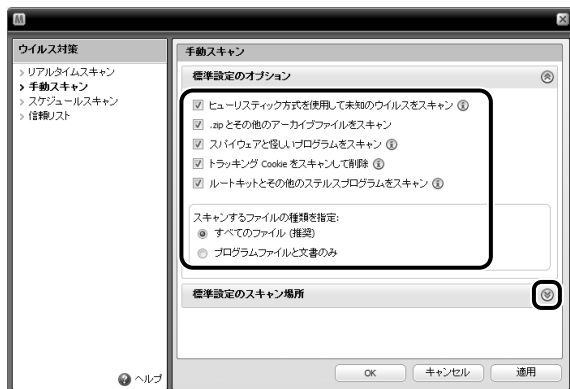 M
ウイルス対策
> リアルタイムスキャン
> 手動スキャン
> スケジュールスキャン
> 信頼リスト
手動スキャン
標準設定のオプション
ヒューリスティック方式を使用して未知のウイルスをスキャン
.zip とその他のアーカイブファイルをスキャン
スパイウェアと怪しいプログラムをスキャン
トラッキング Cookie をスキャンして削除
ルートキットとその他のステルスプログラムをスキャン
スキャンするファイルの種類を指定:
すべてのファイル (推奨)
プログラムファイルと文書のみ
標準設定のスキャン場所
? ヘルプ
OK
キャンセル
適用